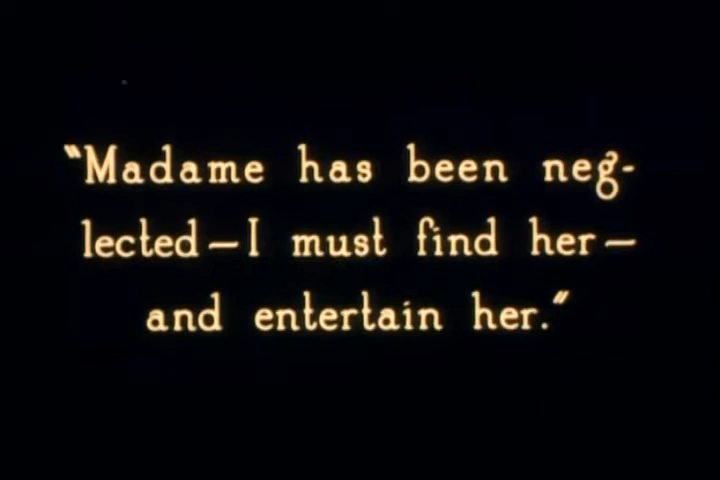 "Madame has been neg-
lected—I must find her—
and entertain her."